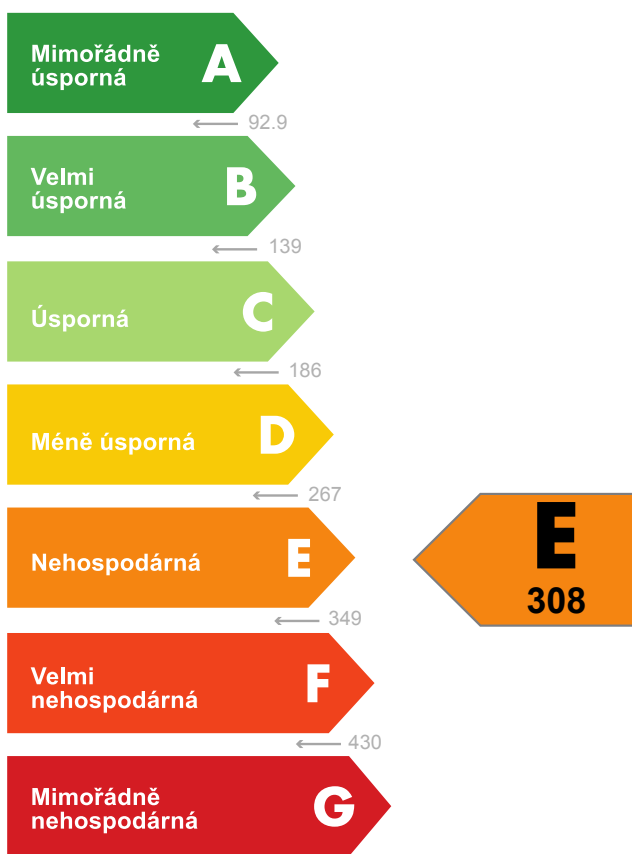 Mimořádně
úsporná
A
92.9
Velmi
úsporná
B
139
Úsporná
C
186
Méně úsporná
D
267
Nehospodárná
E
349
E
308
Velmi
nehospodárná
F
430
Mimořádně
nehospodárná
G